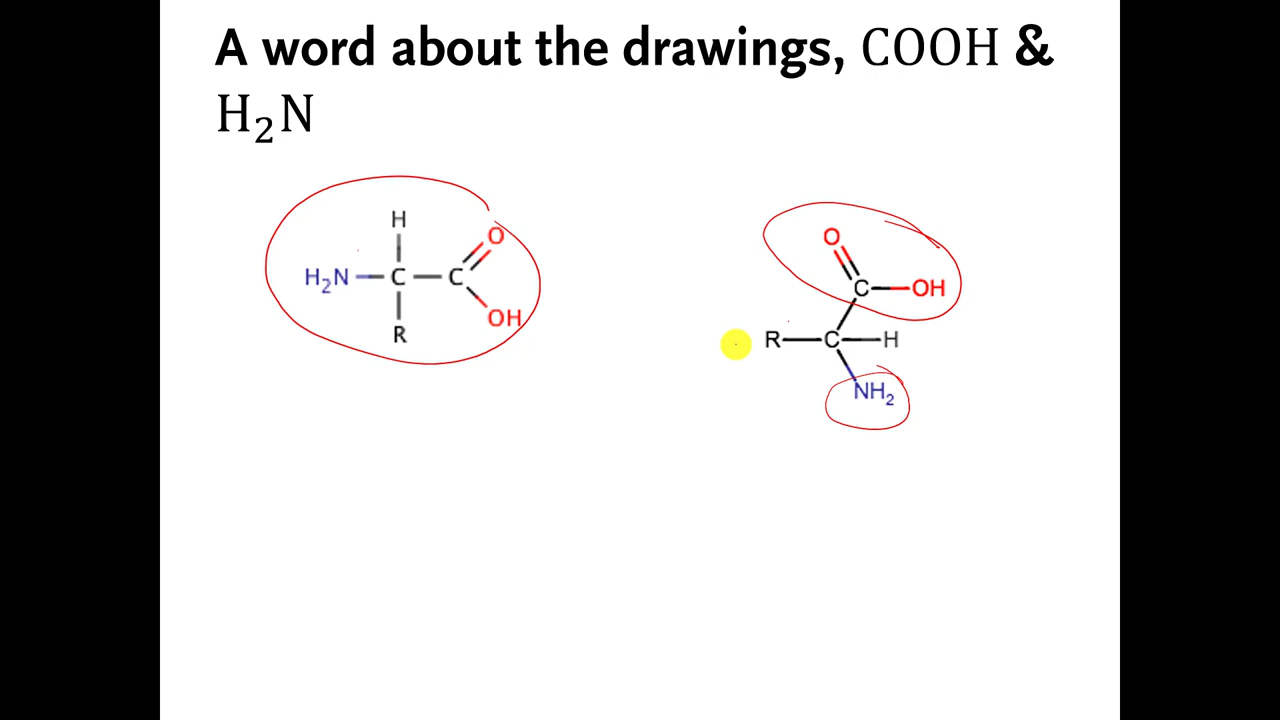 A word about the drawings, COOH &
H₂N
H
O
H₂N C C
OH
R
O
C OH
R C H
NH₂